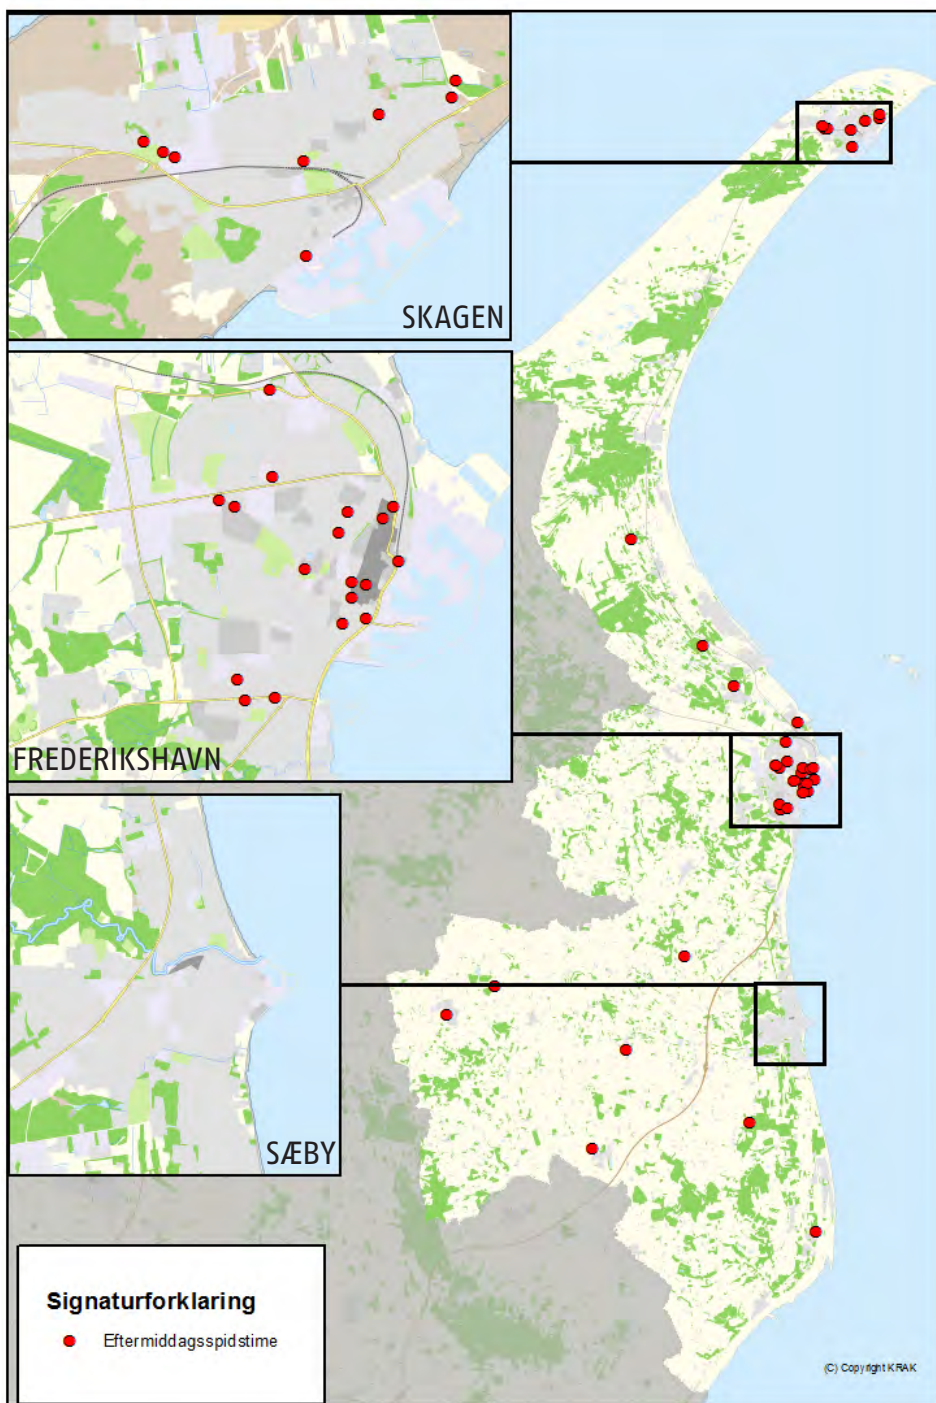 SKAGEN
FREDERIKSHAVN
SÆBY
Signaturforklaring
Eftermiddagsspidstime
(C) Copyright KRAK